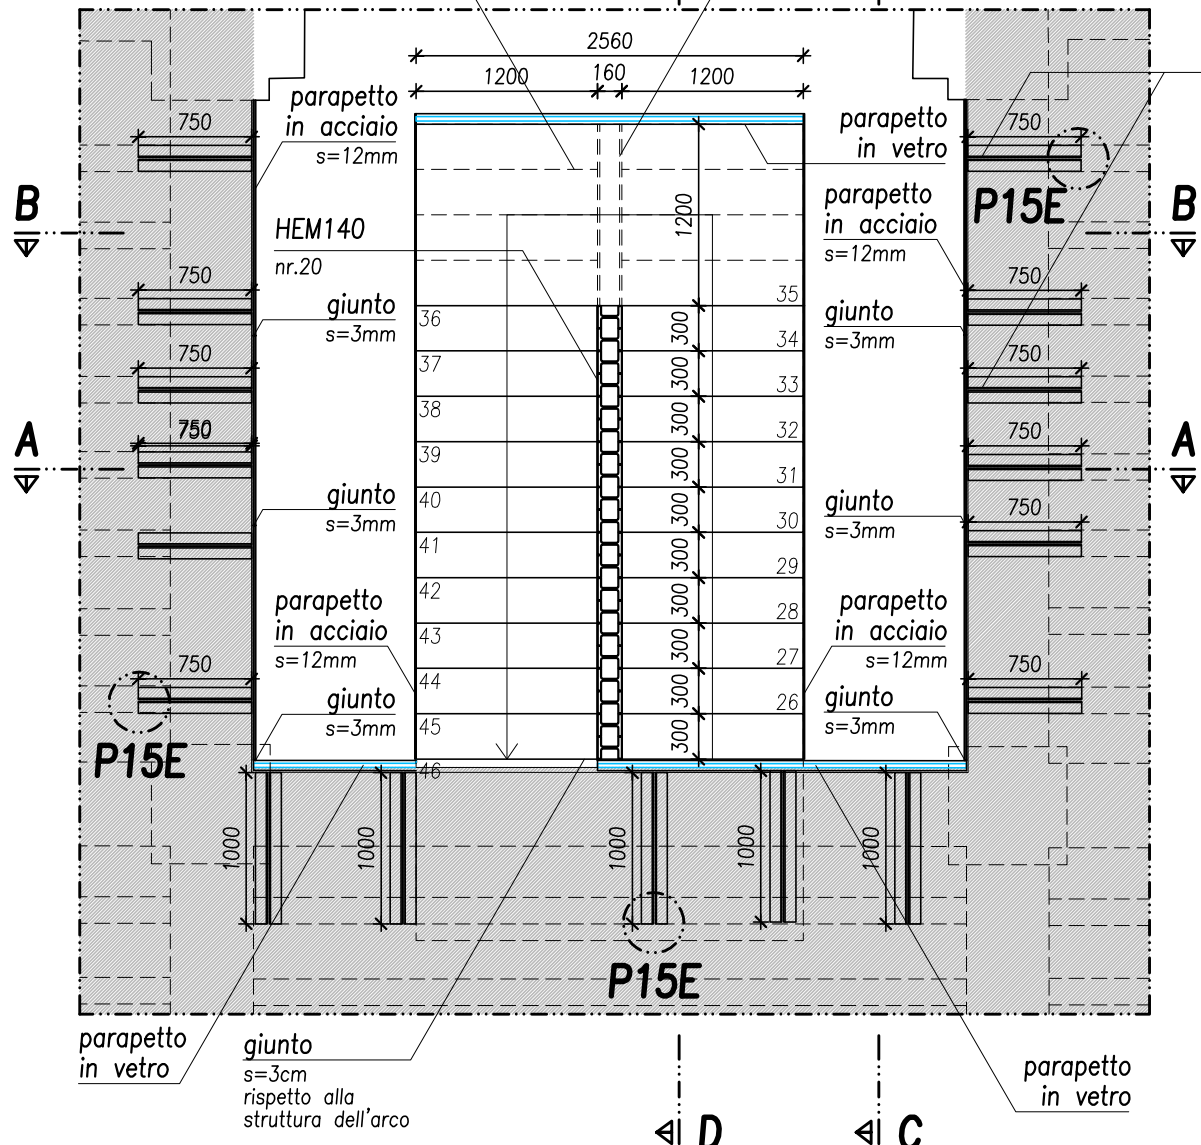 2560
1200 160 1200
parapetto
in acciaio
s=12mm
parapetto
in vetro
750
750
P15E
B
B
HEM140
nr.20
1200
parapetto
in acciaio
s=12mm
750
750
giunto
s=3mm
giunto
s=3mm
35
36
300
34
750
750
37
300
33
38
300
32
A
A
750
750
750
39
300
31
giunto
s=3mm
giunto
s=3mm
40
300
30
750
41
300
29
42
300
28
parapetto
in acciaio
s=12mm
parapetto
in acciaio
s=12mm
43
300
27
750
750
44
300
26
giunto
s=3mm
giunto
s=3mm
45
300
46
P15E
1000
1000
1000
1000
1000
P15E
parapetto
in vetro
giunto
s=3cm
rispetto alla
struttura dell'arco
parapetto
in vetro
D
C